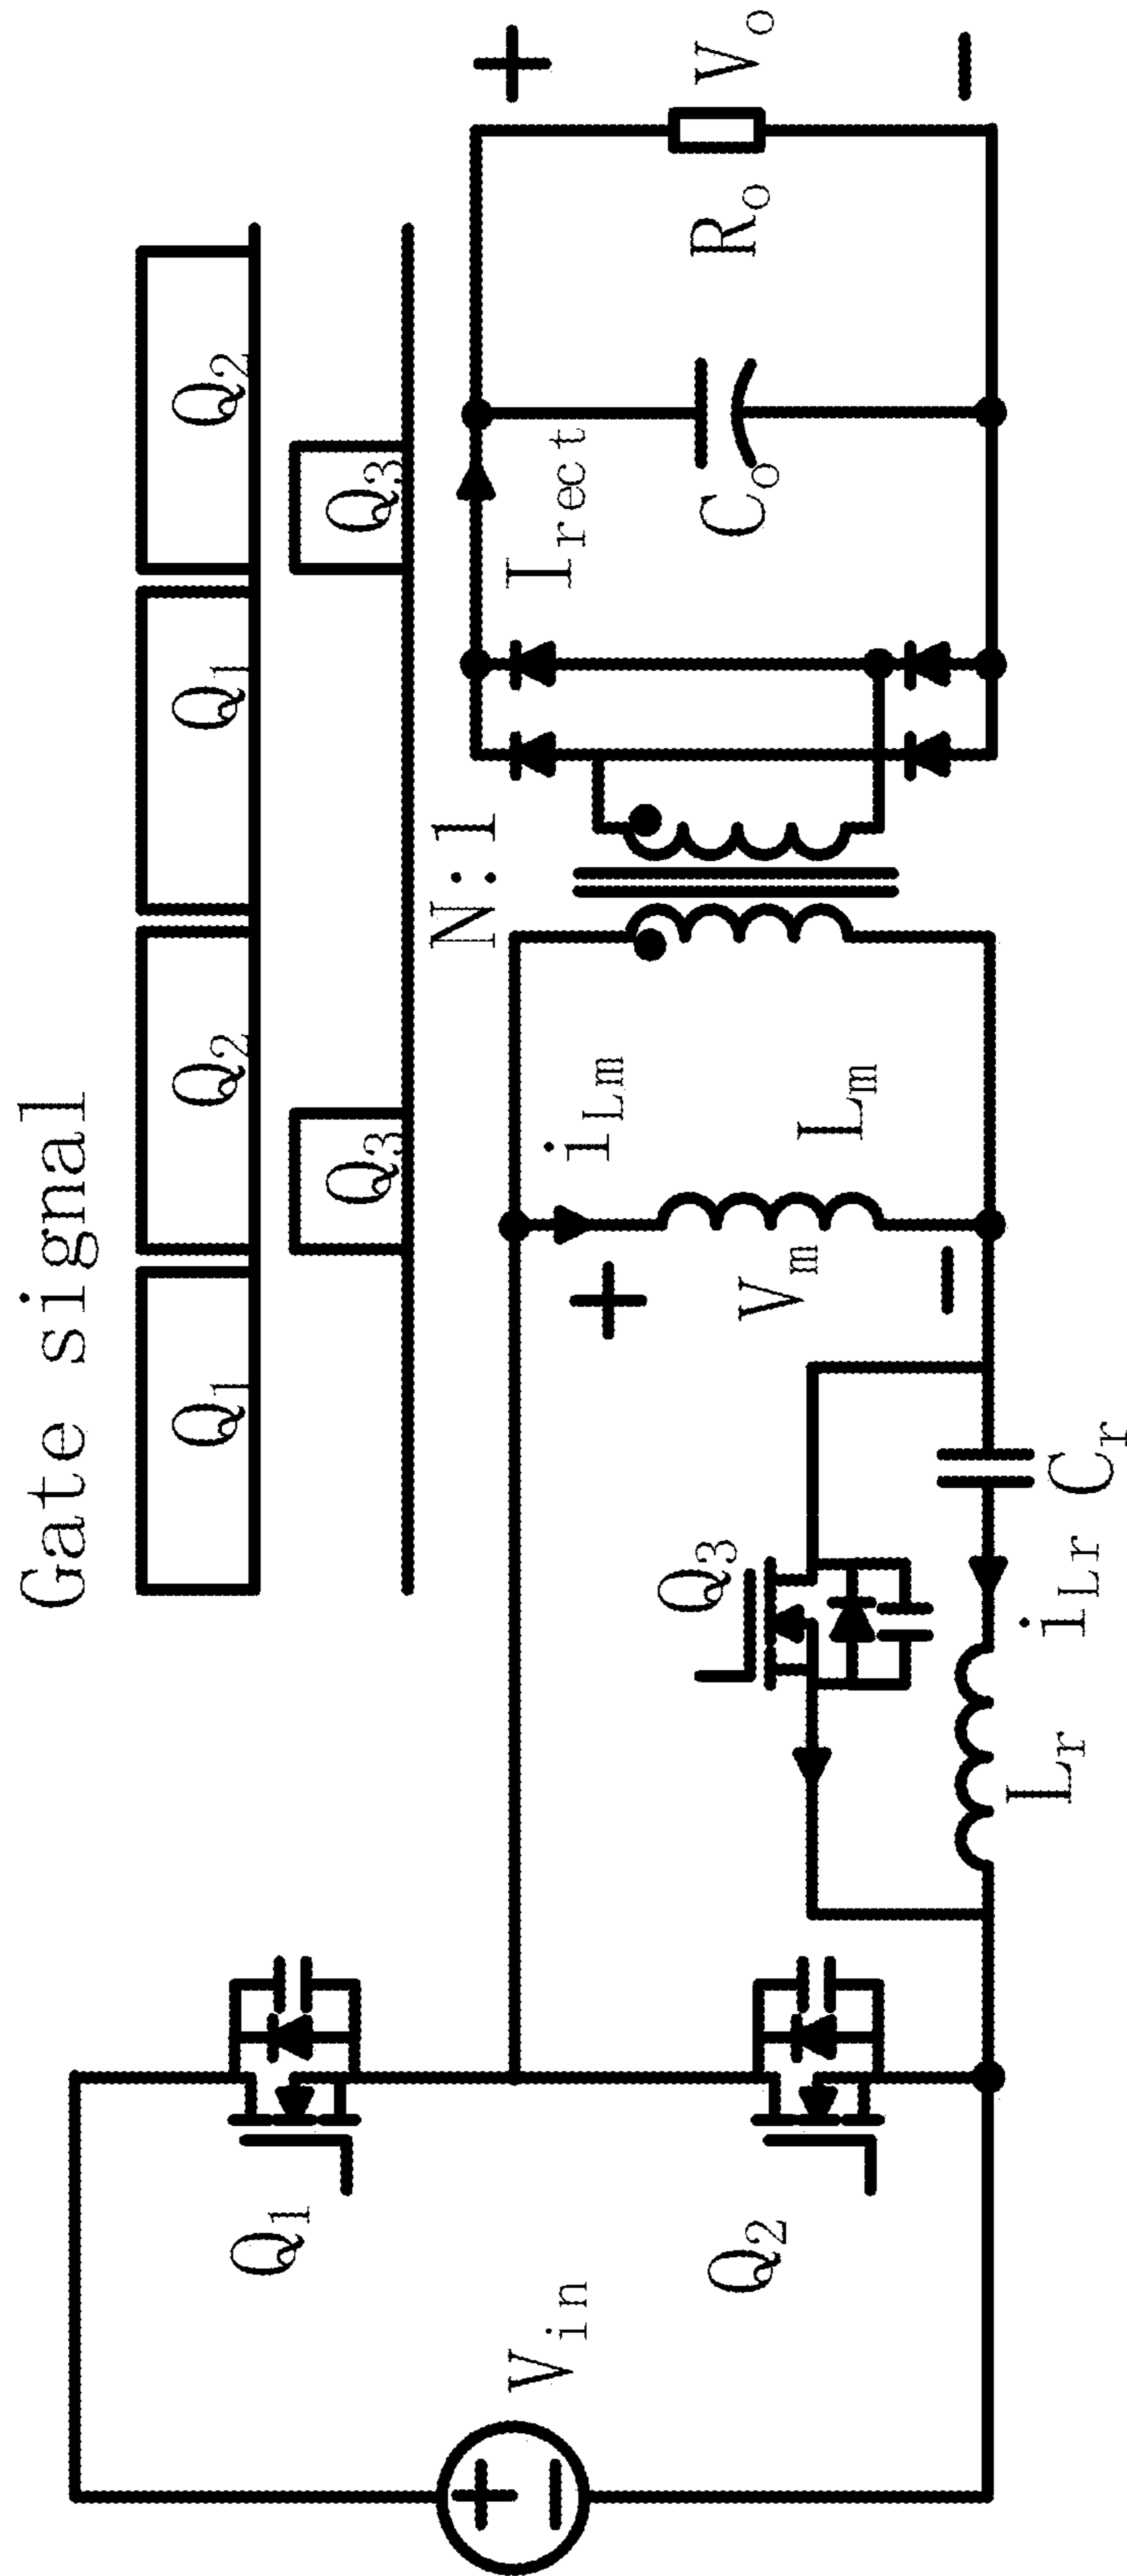 Gate signal
Q1 Q2 Q1 Q2
Q3 Q3
N:1
Q1
Vin
Q2
Q3
Lr iLr Cr
+
Vm
−
iLm
Lm
Irect
Co
Ro
+
Vo
−